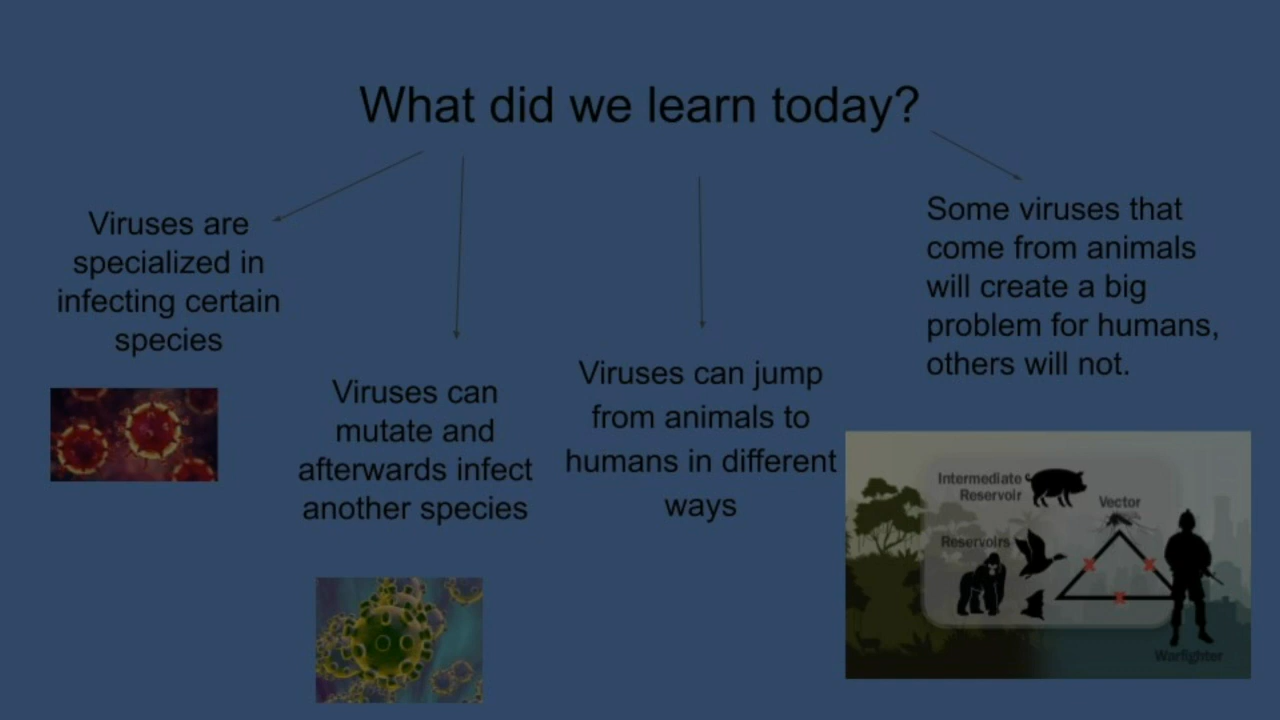 What did we learn today?
Viruses are
specialized in
infecting certain
species
Viruses can
mutate and
afterwards infect
another species
Viruses can jump
from animals to
humans in different
ways
Some viruses that
come from animals
will create a big
problem for humans,
others will not.
Intermediate
Reservoir
Vector
Reservoirs
Warfighter